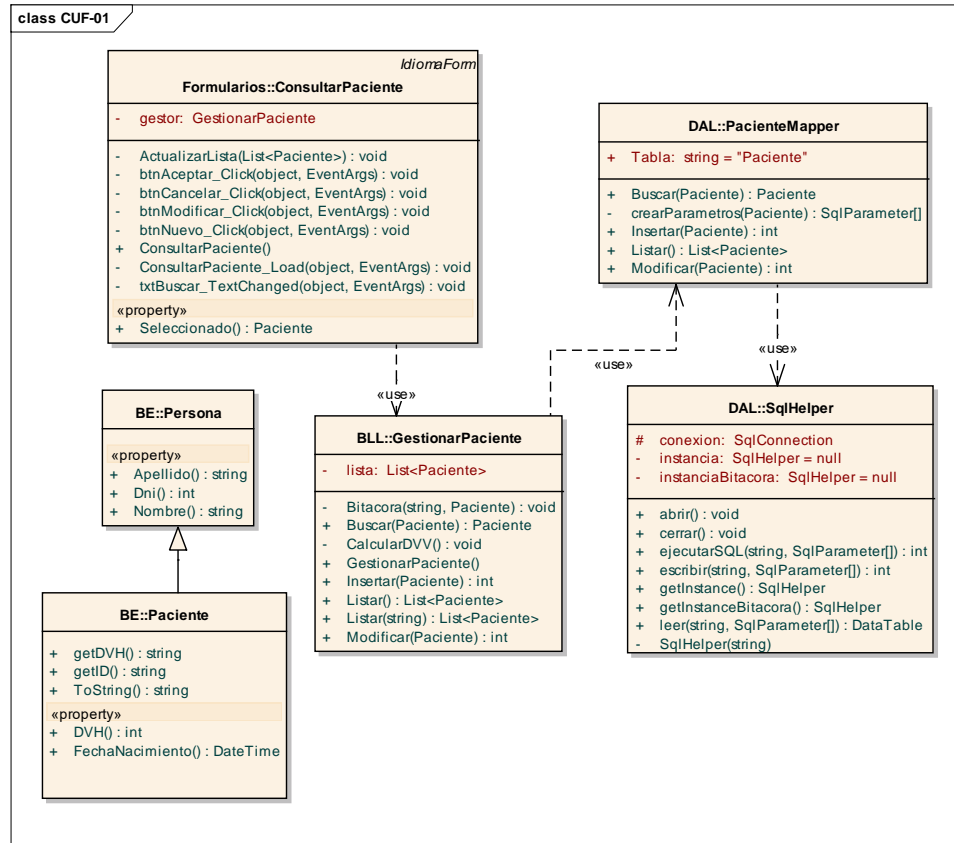 class CUF-01
IdiomaForm
Formularios::ConsultarPaciente
- gestor: GestionarPaciente
- ActualizarLista(List<Paciente>) : void
- btnAceptar_Click(object, EventArgs) : void
- btnCancelar_Click(object, EventArgs) : void
- btnModificar_Click(object, EventArgs) : void
- btnNuevo_Click(object, EventArgs) : void
+ ConsultarPaciente()
- ConsultarPaciente_Load(object, EventArgs) : void
- txtBuscar_TextChanged(object, EventArgs) : void
«property»
+ Seleccionado() : Paciente
DAL::PacienteMapper
+ Tabla: string = "Paciente"
+ Buscar(Paciente) : Paciente
- crearParametros(Paciente) : SqlParameter[]
+ Insertar(Paciente) : int
+ Listar() : List<Paciente>
+ Modificar(Paciente) : int
«use»
«use»
«use»
BE::Persona
«property»
+ Apellido() : string
+ Dni() : int
+ Nombre() : string
BLL::GestionarPaciente
- lista: List<Paciente>
- Bitacora(string, Paciente) : void
+ Buscar(Paciente) : Paciente
- CalcularDVV() : void
+ GestionarPaciente()
+ Insertar(Paciente) : int
+ Listar() : List<Paciente>
+ Listar(string) : List<Paciente>
+ Modificar(Paciente) : int
DAL::SqlHelper
# conexion: SqlConnection
- instancia: SqlHelper = null
- instanciaBitacora: SqlHelper = null
+ abrir() : void
+ cerrar() : void
+ ejecutarSQL(string, SqlParameter[]) : int
+ escribir(string, SqlParameter[]) : int
+ getInstance() : SqlHelper
+ getInstanceBitacora() : SqlHelper
+ leer(string, SqlParameter[]) : DataTable
- SqlHelper(string)
BE::Paciente
+ getDVH() : string
+ getID() : string
+ ToString() : string
«property»
+ DVH() : int
+ FechaNacimiento() : DateTime